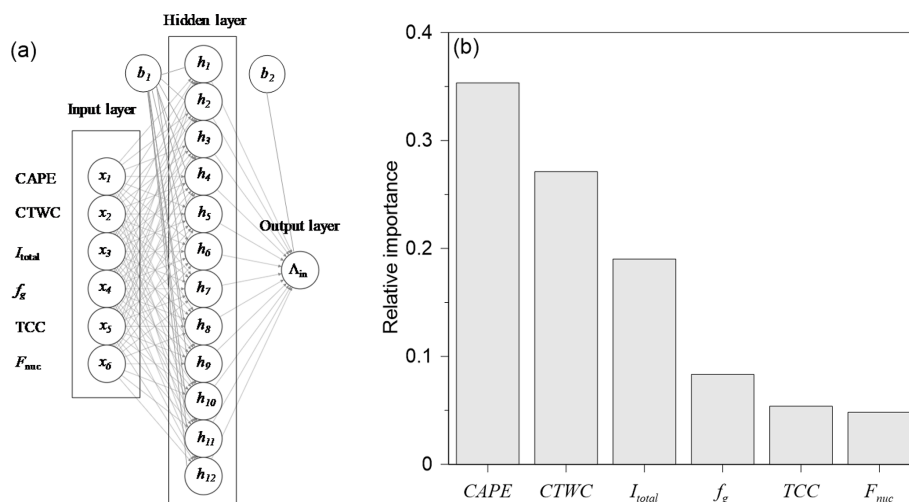 (a)
Hidden layer
Input layer
Output layer
b1
b2
CAPE
CTWC
Itotal
fg
TCC
Fnuc
x1
x2
x3
x4
x5
x6
h1
h2
h3
h4
h5
h6
h7
h8
h9
h10
h11
h12
Λin
(b)
Relative importance
0.4
0.3
0.2
0.1
0
CAPE CTWC Itotal fg TCC Fnuc